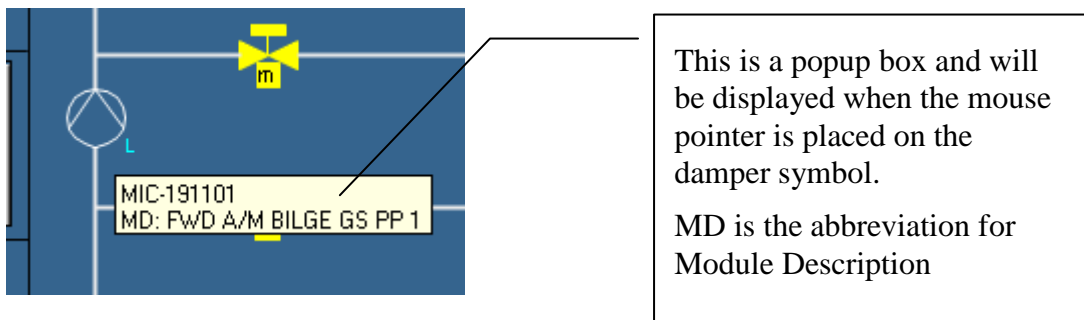 m
L
MIC-191101
MD: FWD A/M BILGE GS PP 1
This is a popup box and will
be displayed when the mouse
pointer is placed on the
damper symbol.
MD is the abbreviation for
Module Description